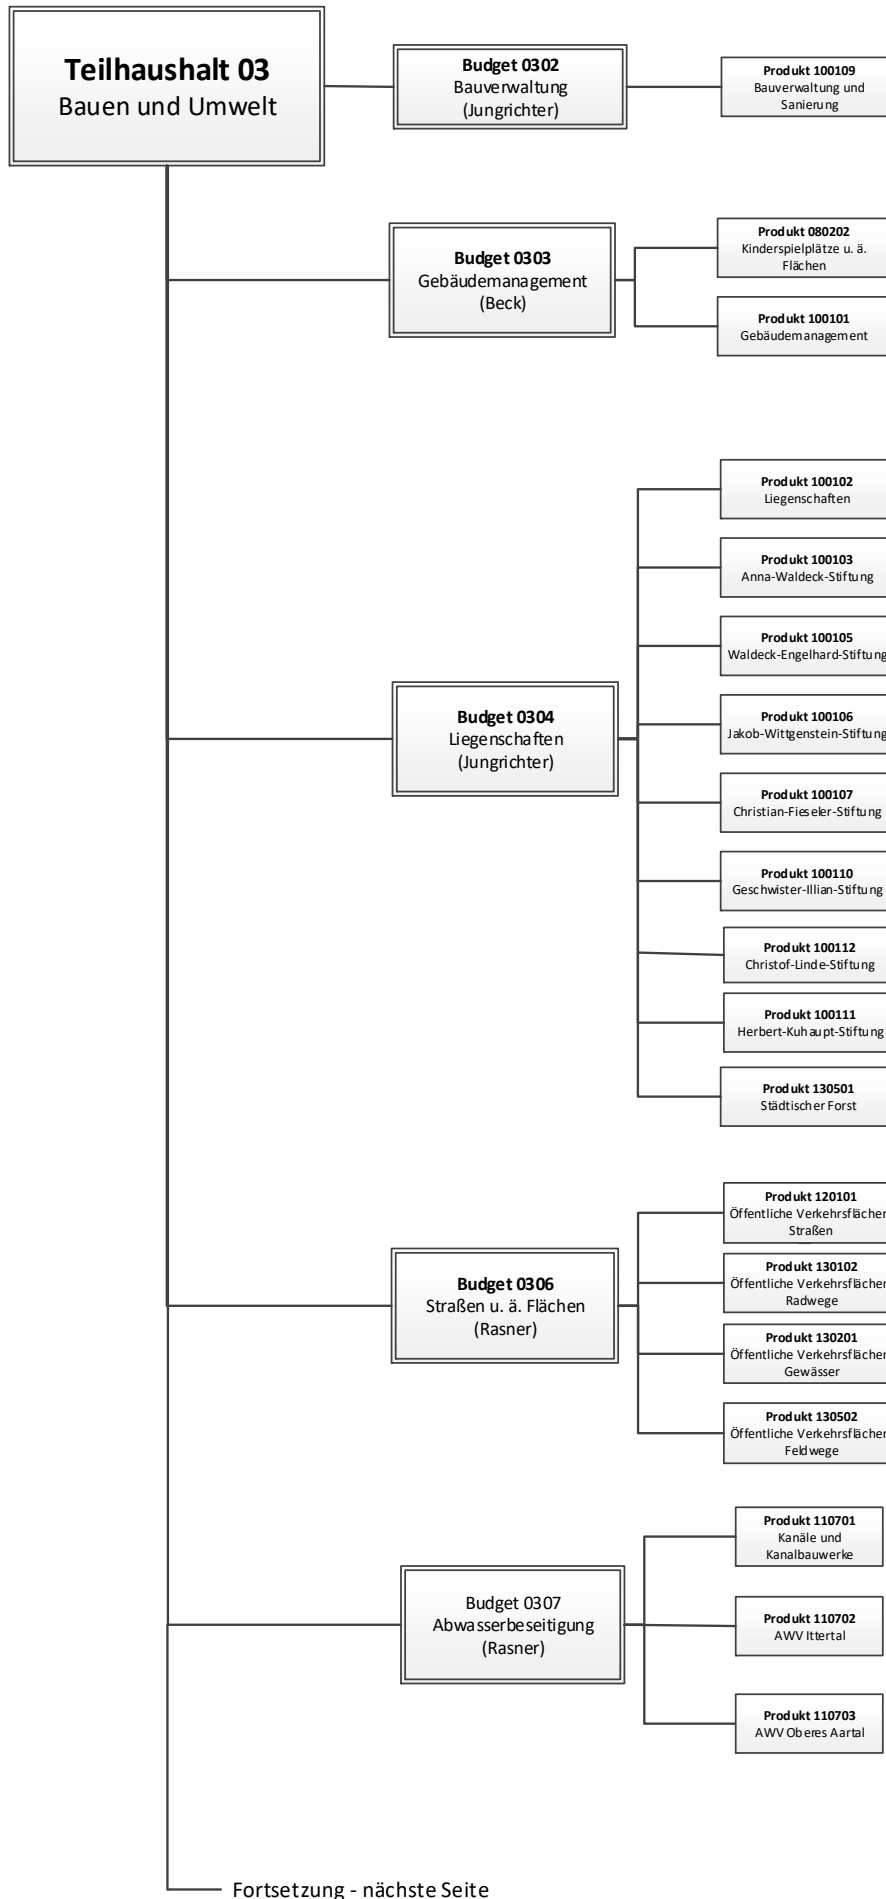 Teilhaushalt 03
Bauen und Umwelt
Budget 0302
Bauverwaltung
(Jungrichter)
Produkt 100109
Bauverwaltung und
Sanierung
Budget 0303
Gebäudemanagement
(Beck)
Produkt 080202
Kinderspielplätze u. ä.
Flächen
Produkt 100101
Gebäudemanagement
Budget 0304
Liegenschaften
(Jungrichter)
Produkt 100102
Liegenschaften
Produkt 100103
Anna-Waldeck-Stiftung
Produkt 100105
Waldeck-Engelhard-Stiftung
Produkt 100106
Jakob-Wittgenstein-Stiftung
Produkt 100107
Christian-Fieseler-Stiftung
Produkt 100110
Geschwister-Illian-Stiftung
Produkt 100112
Christof-Linde-Stiftung
Produkt 100111
Herbert-Kuhaupt-Stiftung
Produkt 130501
Städtischer Forst
Budget 0306
Straßen u. ä. Flächen
(Rasner)
Produkt 120101
Öffentliche Verkehrsflächen
Straßen
Produkt 130102
Öffentliche Verkehrsflächen
Radwege
Produkt 130201
Öffentliche Verkehrsflächen
Gewässer
Produkt 130502
Öffentliche Verkehrsflächen
Feldwege
Budget 0307
Abwasserbeseitigung
(Rasner)
Produkt 110701
Kanäle und
Kanalbauwerke
Produkt 110702
AWV Ittertal
Produkt 110703
AWV Oberes Aartal
Fortsetzung - nächste Seite